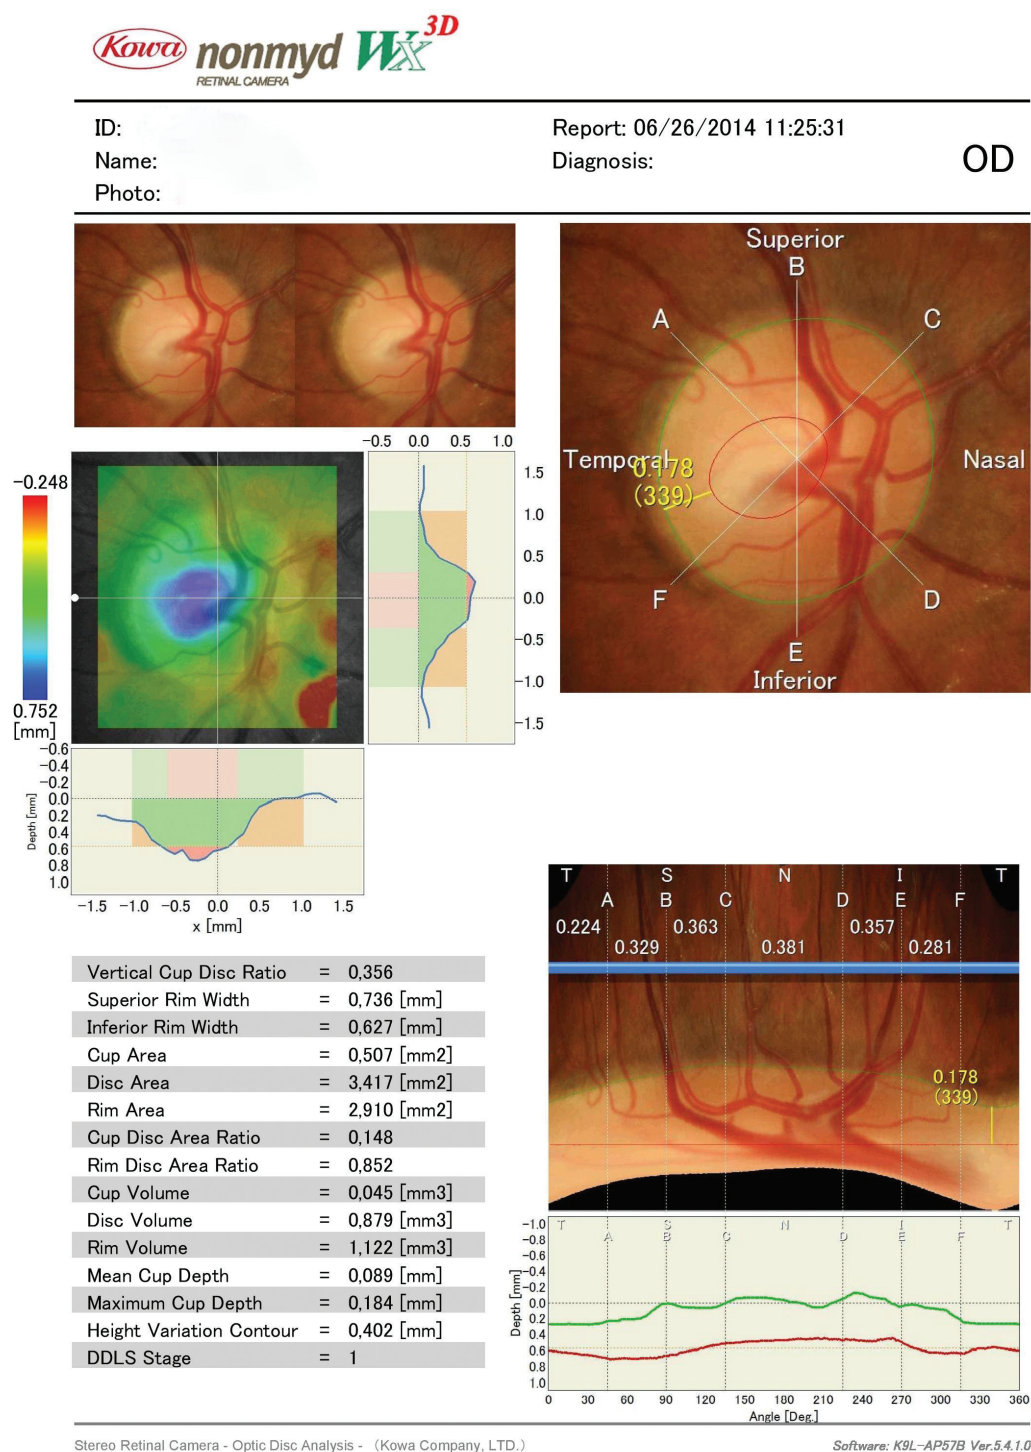 Kowa nonmyd Wx 3D
RETINAL CAMERA
ID:
Name:
Photo:
Report: 06/26/2014 11:25:31
Diagnosis:
OD
Superior
B
A
C
Temporal
0.178
(339)
Nasal
F
D
E
Inferior
-0.5 0.0 0.5 1.0
1.5
1.0
0.5
0.0
-0.5
-1.0
-1.5
-0.248
0.752
[mm]
-0.6
-0.4
-0.2
0.0
0.2
0.4
0.6
0.8
1.0
Depth [mm]
-1.5 -1.0 -0.5 0.0 0.5 1.0 1.5
x [mm]
T S N I T
A B C D E F
0.224 0.363 0.357
0.329 0.381 0.281
0.178
(339)
Vertical Cup Disc Ratio = 0,356
Superior Rim Width = 0,736 [mm]
Inferior Rim Width = 0,627 [mm]
Cup Area = 0,507 [mm2]
Disc Area = 3,417 [mm2]
Rim Area = 2,910 [mm2]
Cup Disc Area Ratio = 0,148
Rim Disc Area Ratio = 0,852
Cup Volume = 0,045 [mm3]
Disc Volume = 0,879 [mm3]
Rim Volume = 1,122 [mm3]
Mean Cup Depth = 0,089 [mm]
Maximum Cup Depth = 0,184 [mm]
Height Variation Contour = 0,402 [mm]
DDLS Stage = 1
T S N I T
A B C D E F
-1.0
-0.8
-0.6
-0.4
-0.2
0.0
0.2
0.4
0.6
0.8
1.0
Depth [mm]
0 30 60 90 120 150 180 210 240 270 300 330 360
Angle [Deg.]
Stereo Retinal Camera - Optic Disc Analysis - (Kowa Company, LTD.)
Software: K9L-AP57B Ver.5.4.1.0